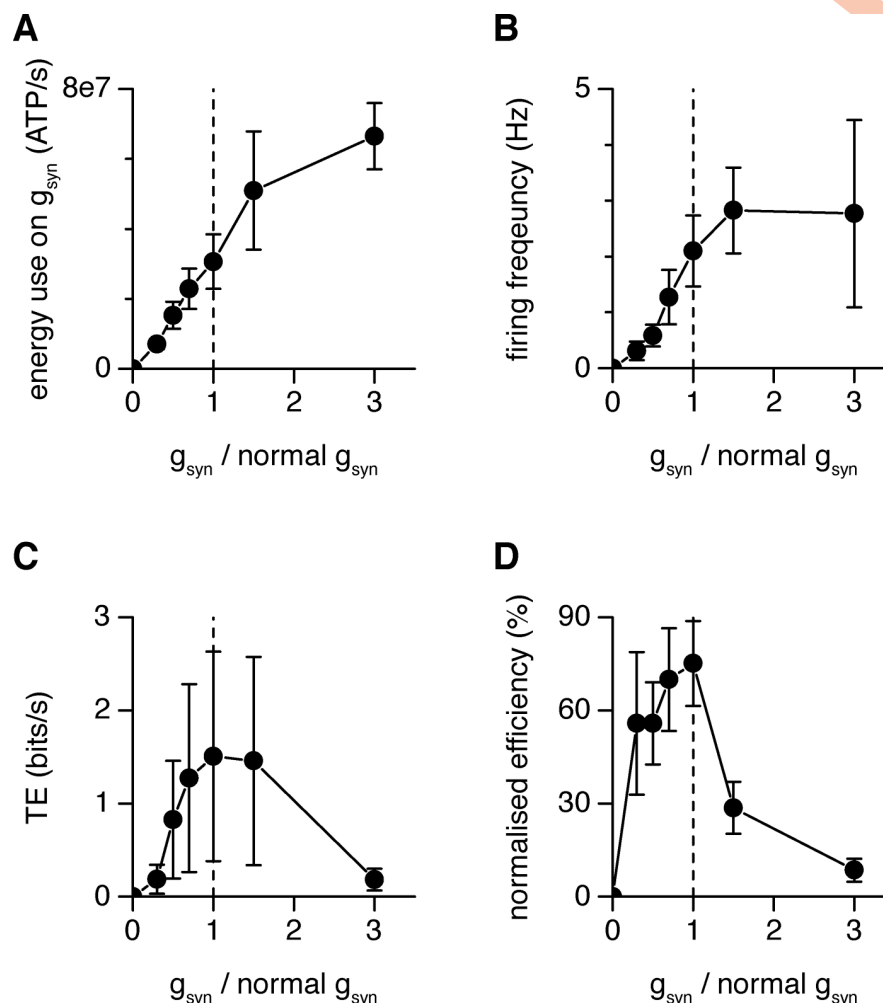 A
energy use on gsyn (ATP/s)
8e7
0
0 1 2 3
gsyn / normal gsyn
B
firing freqeuncy (Hz)
5
0
0 1 2 3
gsyn / normal gsyn
C
TE (bits/s)
3
2
1
0
0 1 2 3
gsyn / normal gsyn
D
normalised efficiency (%)
90
60
30
0
0 1 2 3
gsyn / normal gsyn